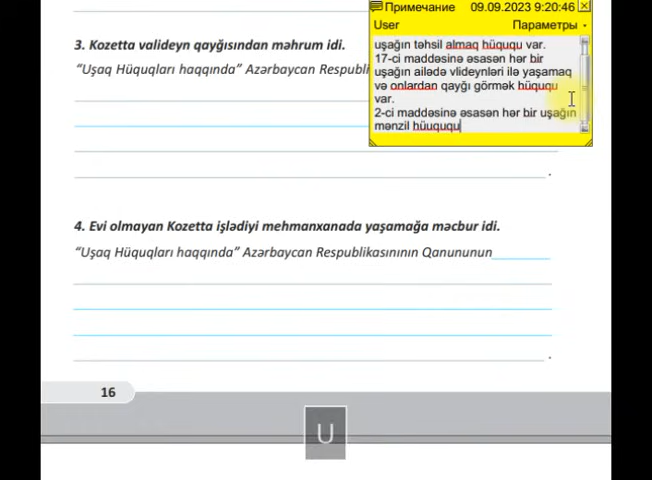 Примечание 09.09.2023 9:20:46
User Параметры
uşağın təhsil almaq hüququ var.
17-ci maddəsinə əsasən hər bir
uşağın ailədə vlideynləri ilə yaşamaq
və onlardan qayğı görmək hüququ
var.
2-ci maddəsinə əsasən hər bir uşağın
mənzil hüuququ
3. Kozetta valideyn qayğısından məhrum idi.
“Uşaq Hüquqları haqqında” Azərbaycan Respubli
.
4. Evi olmayan Kozetta işlədiyi mehmanxanada yaşamağa məcbur idi.
“Uşaq Hüquqları haqqında” Azərbaycan Respublikasınının Qanununun
.
16
U